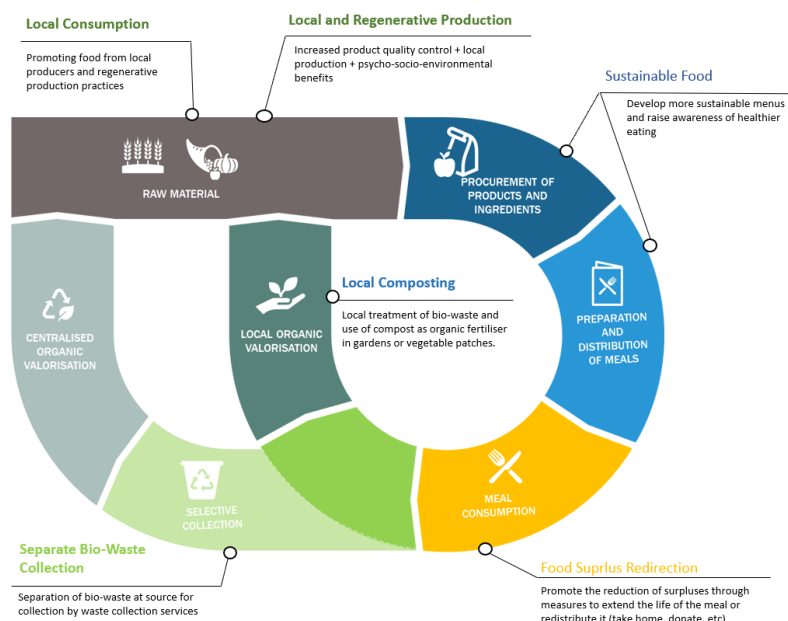 Local Consumption
Promoting food from local
producers and regenerative
production practices
Local and Regenerative Production
Increased product quality control + local
production + psycho-socio-environmental
benefits
Sustainable Food
Develop more sustainable menus
and raise awareness of healthier
eating
RAW MATERIAL
PROCUREMENT OF
PRODUCTS AND
INGREDIENTS
PREPARATION
AND
DISTRIBUTION
OF MEALS
Local Composting
Local treatment of bio-waste and
use of compost as organic fertiliser
in gardens or vegetable patches.
CENTRALISED
ORGANIC
VALORISATION
LOCAL ORGANIC
VALORISATION
SELECTIVE
COLLECTION
MEAL
CONSUMPTION
Separate Bio-Waste
Collection
Separation of bio-waste at source for
collection by waste collection services
Food Suprlus Redirection
Promote the reduction of surpluses through
measures to extend the life of the meal or
redistribute it (take home, donate, etc)